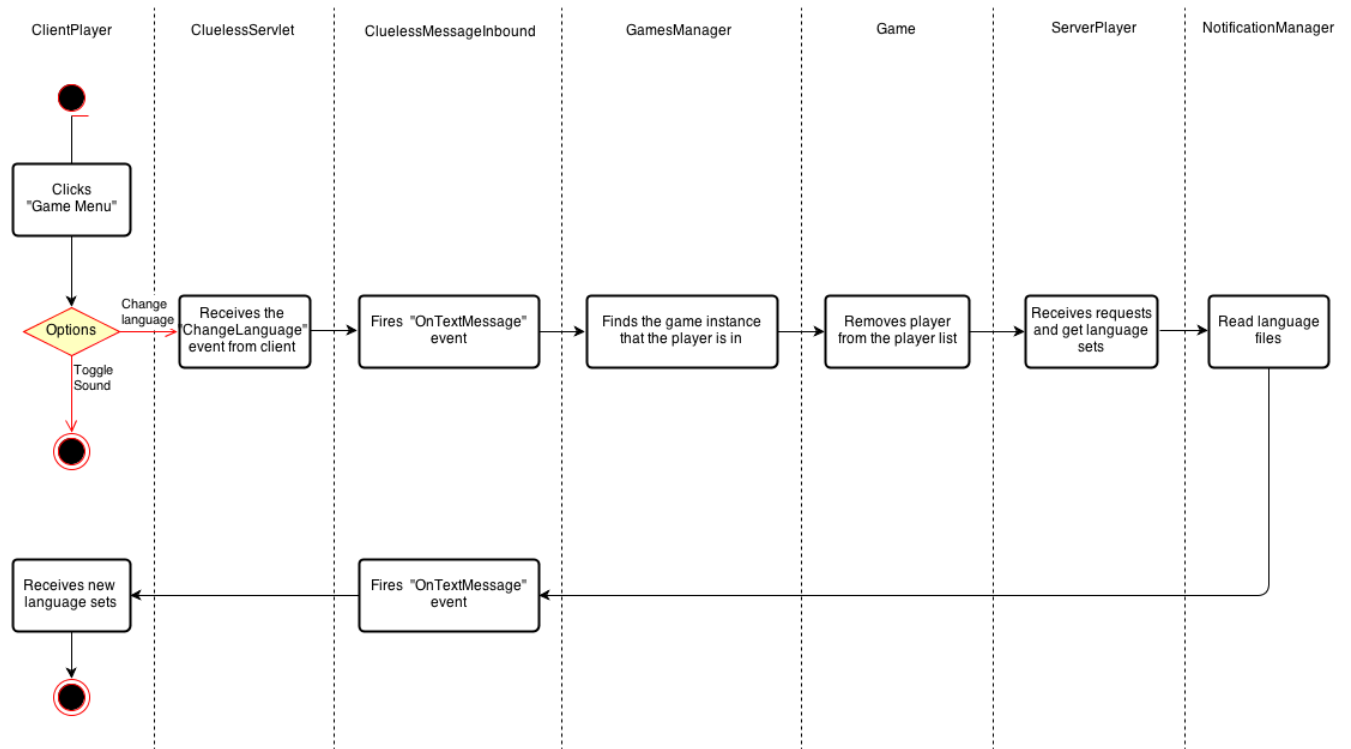 ClientPlayer
CluelessServlet
CluelessMessageInbound
GamesManager
Game
ServerPlayer
NotificationManager
Clicks
"Game Menu"
Options
Change
language
Toggle
Sound
Receives the
"ChangeLanguage"
event from client
Fires "OnTextMessage"
event
Finds the game instance
that the player is in
Removes player
from the player list
Receives requests
and get language
sets
Read language
files
Receives new
language sets
Fires "OnTextMessage"
event